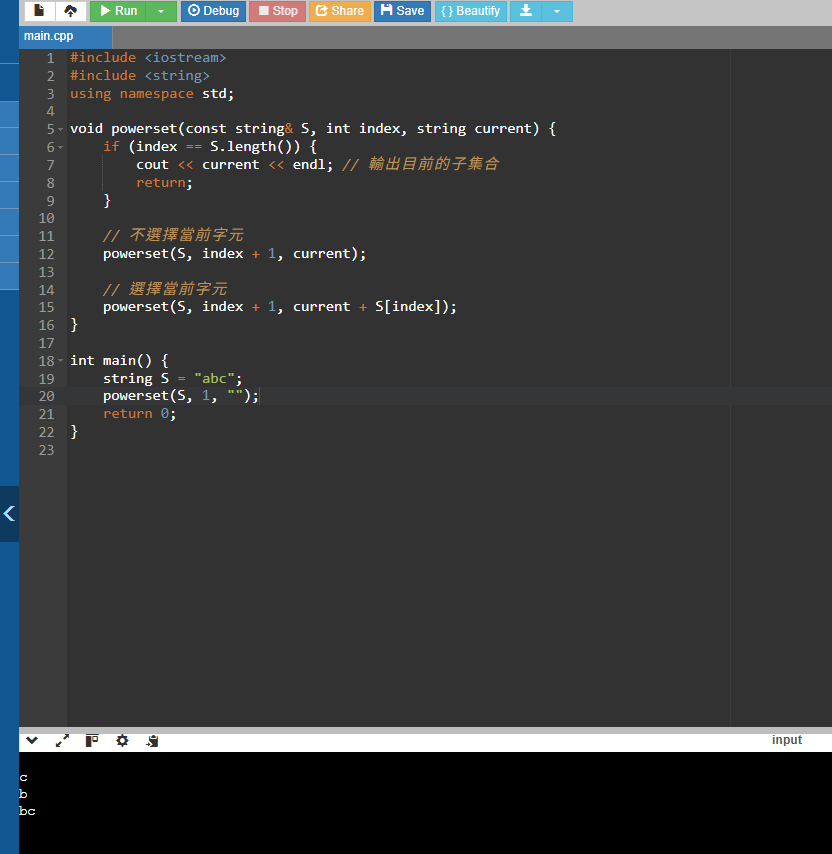 Run Debug Stop Share Save { } Beautify
main.cpp
1 #include <iostream>
2 #include <string>
3 using namespace std;
4
5 void powerset(const string& S, int index, string current) {
6     if (index == S.length()) {
7         cout << current << endl; // 輸出目前的子集合
8         return;
9     }
10
11     // 不選擇當前字元
12     powerset(S, index + 1, current);
13
14     // 選擇當前字元
15     powerset(S, index + 1, current + S[index]);
16 }
17
18 int main() {
19     string S = "abc";
20     powerset(S, 1, "");
21     return 0;
22 }
23
input
c
b
bc